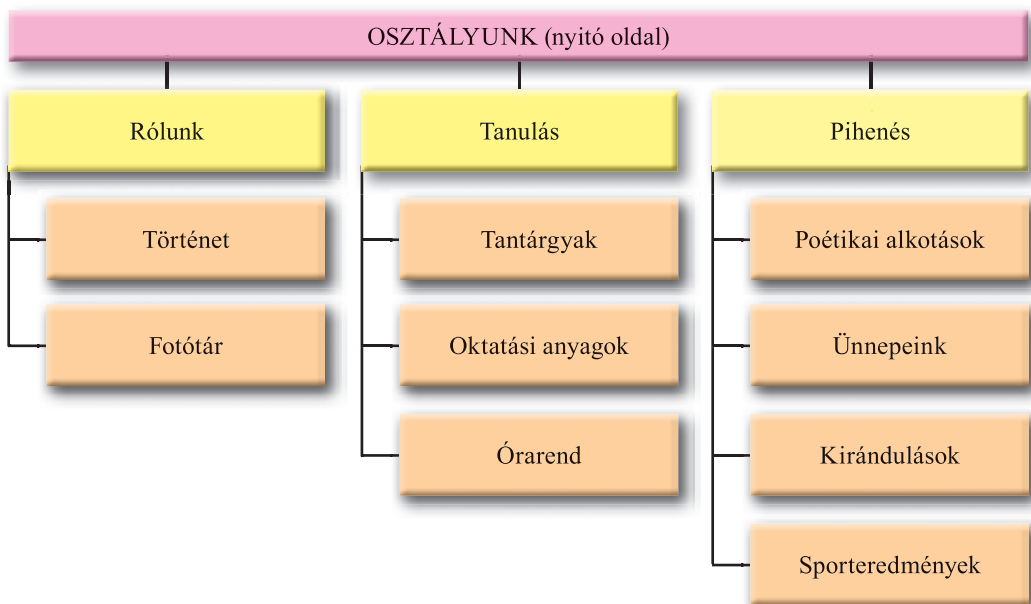 OSZTÁLYUNK (nyitó oldal)
Rólunk
Történet
Fotótár
Tanulás
Tantárgyak
Oktatási anyagok
Órarend
Pihenés
Poétikai alkotások
Ünnepeink
Kirándulások
Sporteredmények